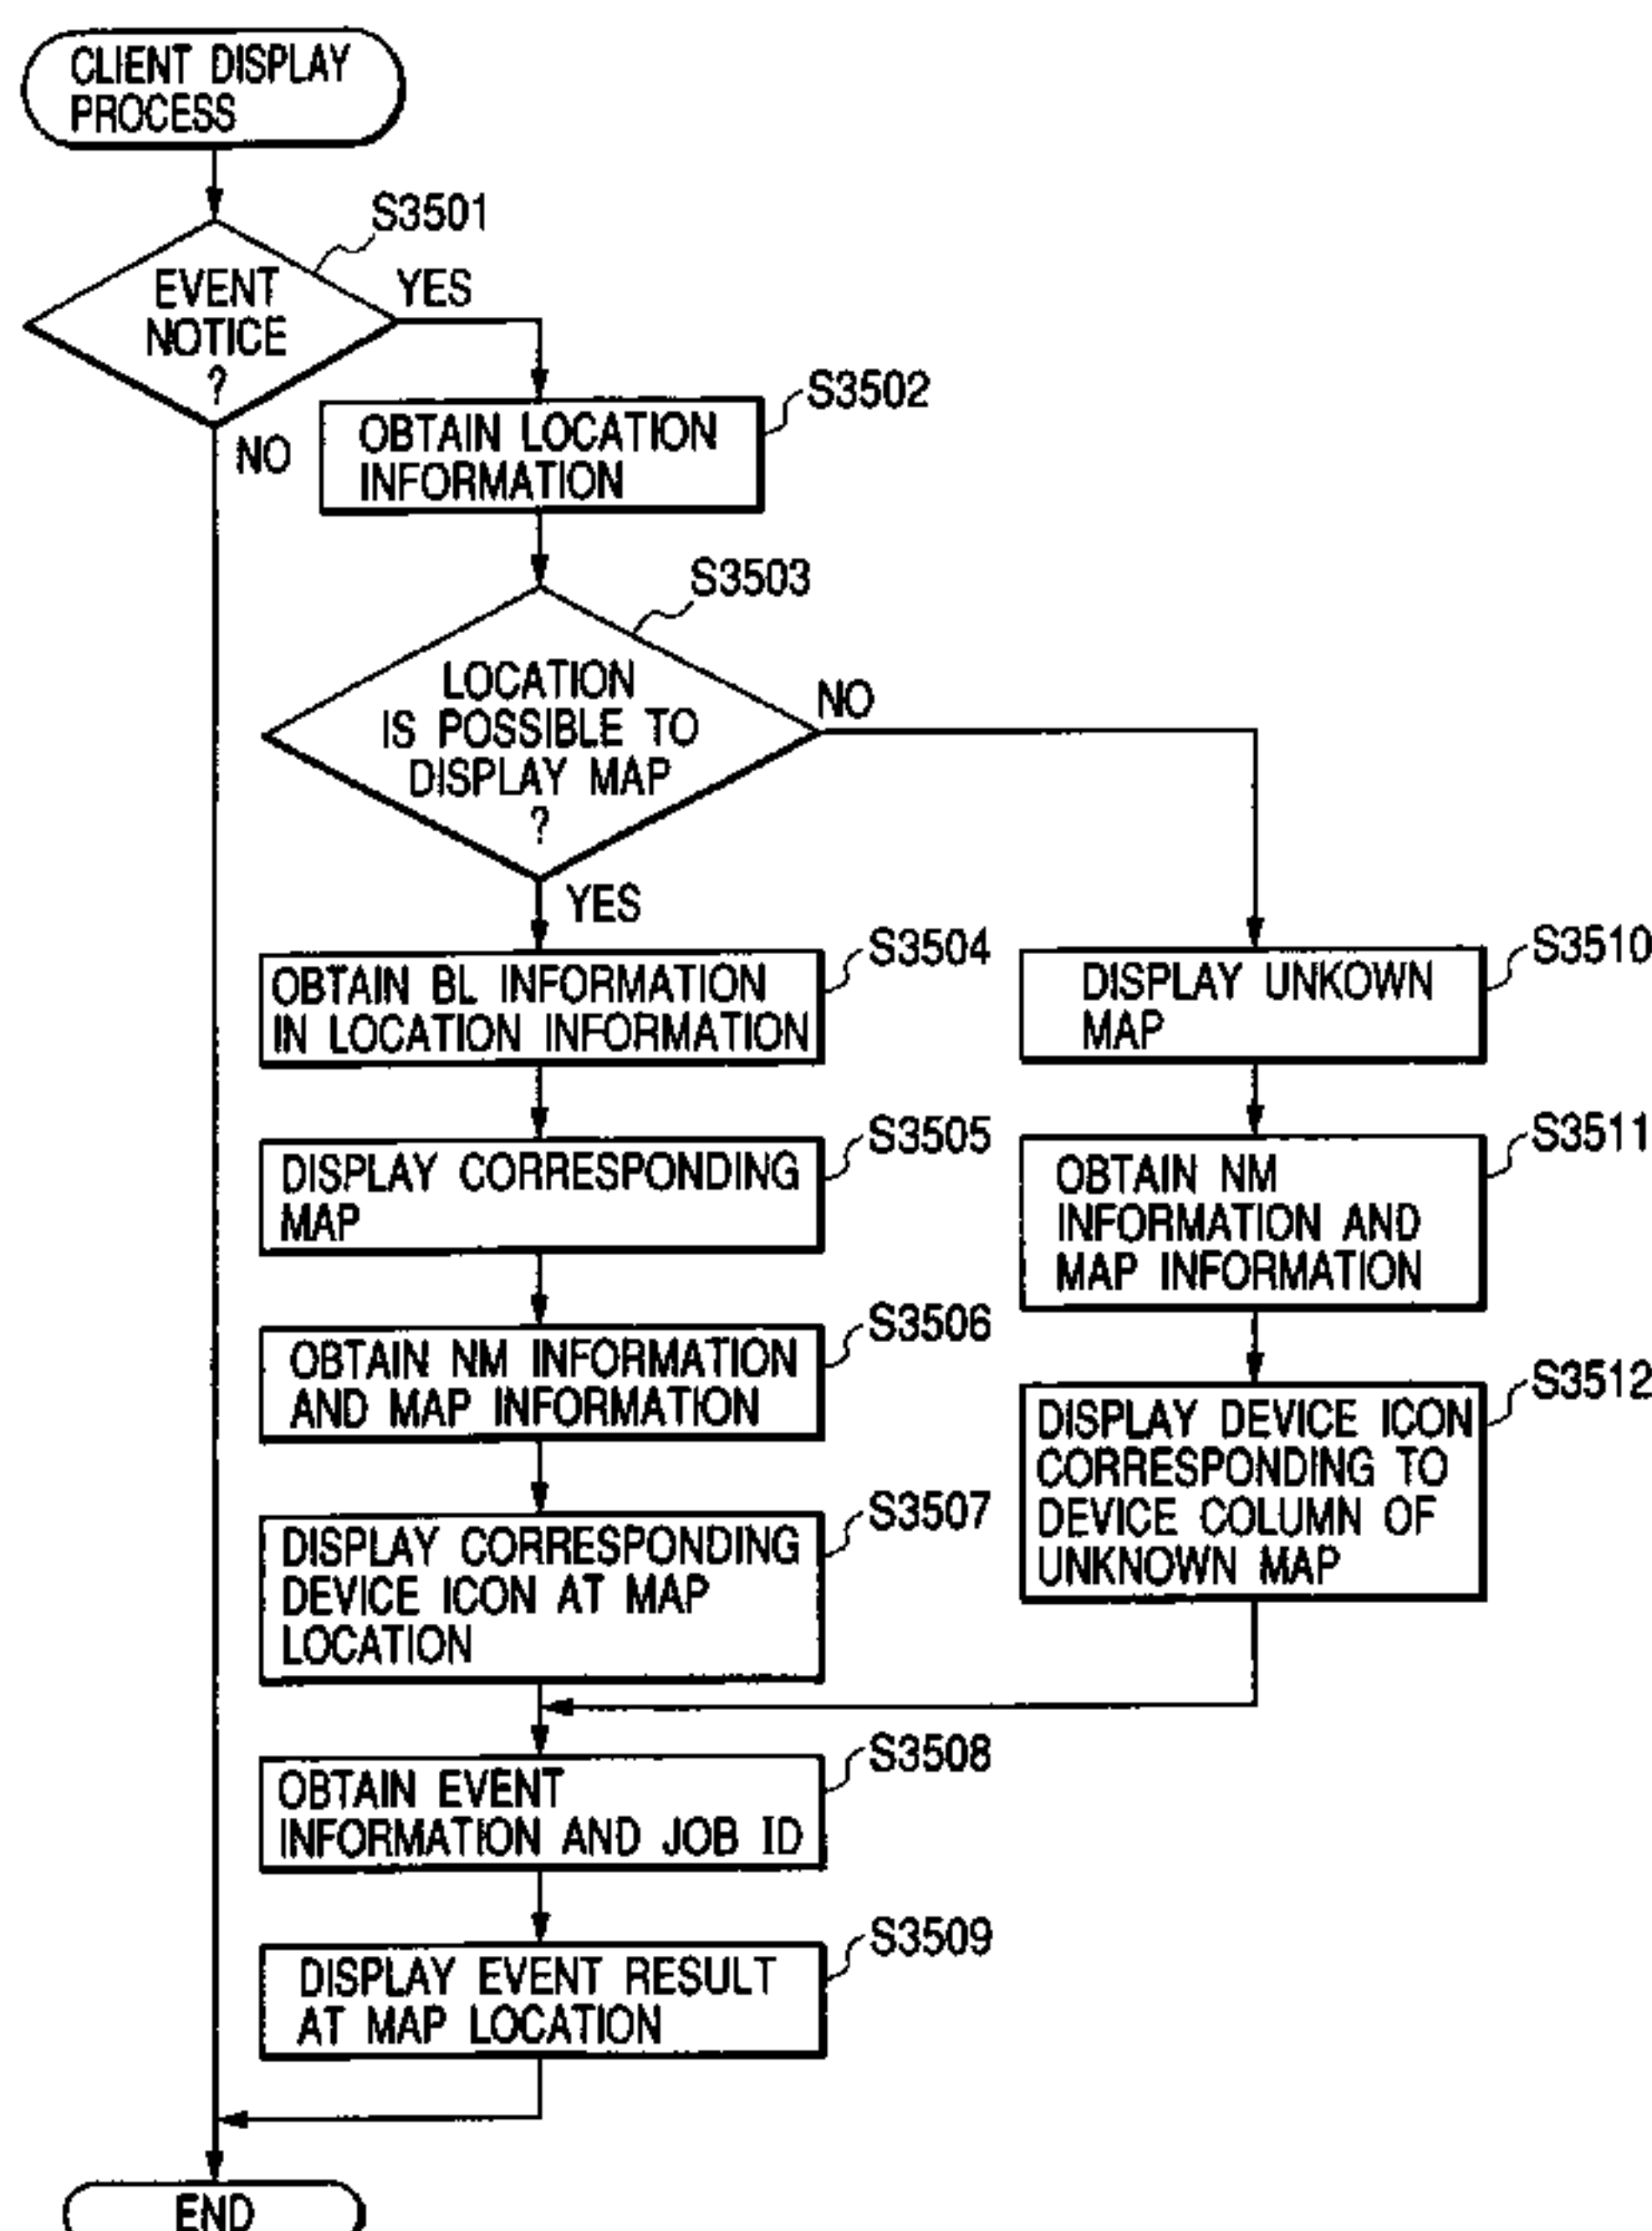 CLIENT DISPLAY
PROCESS
S3501
EVENT
NOTICE
?
YES
NO
S3502
OBTAIN LOCATION
INFORMATION
S3503
LOCATION
IS POSSIBLE TO
DISPLAY MAP
?
NO
YES
S3504
OBTAIN BL INFORMATION
IN LOCATION INFORMATION
S3510
DISPLAY UNKOWN
MAP
S3505
DISPLAY CORRESPONDING
MAP
S3511
OBTAIN NM
INFORMATION AND
MAP INFORMATION
S3506
OBTAIN NM INFORMATION
AND MAP INFORMATION
S3512
DISPLAY DEVICE ICON
CORRESPONDING TO
DEVICE COLUMN OF
UNKNOWN MAP
S3507
DISPLAY CORRESPONDING
DEVICE ICON AT MAP
LOCATION
S3508
OBTAIN EVENT
INFORMATION AND JOB ID
S3509
DISPLAY EVENT RESULT
AT MAP LOCATION
END